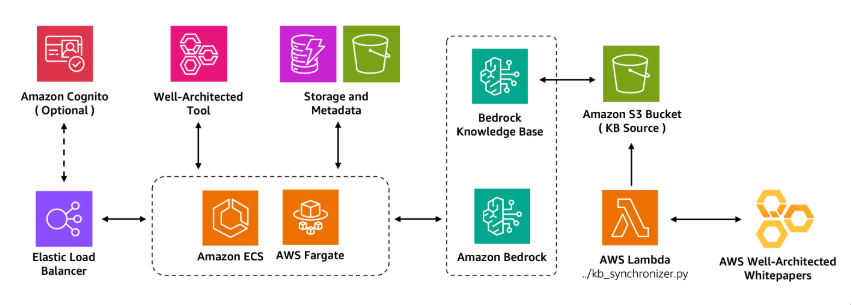 Amazon Cognito
( Optional )
Well-Architected
Tool
Storage and
Metadata
Bedrock
Knowledge Base
Amazon S3 Bucket
( KB Source )
Elastic Load
Balancer
Amazon ECS
AWS Fargate
Amazon Bedrock
AWS Lambda
../kb_synchronizer.py
AWS Well-Architected
Whitepapers